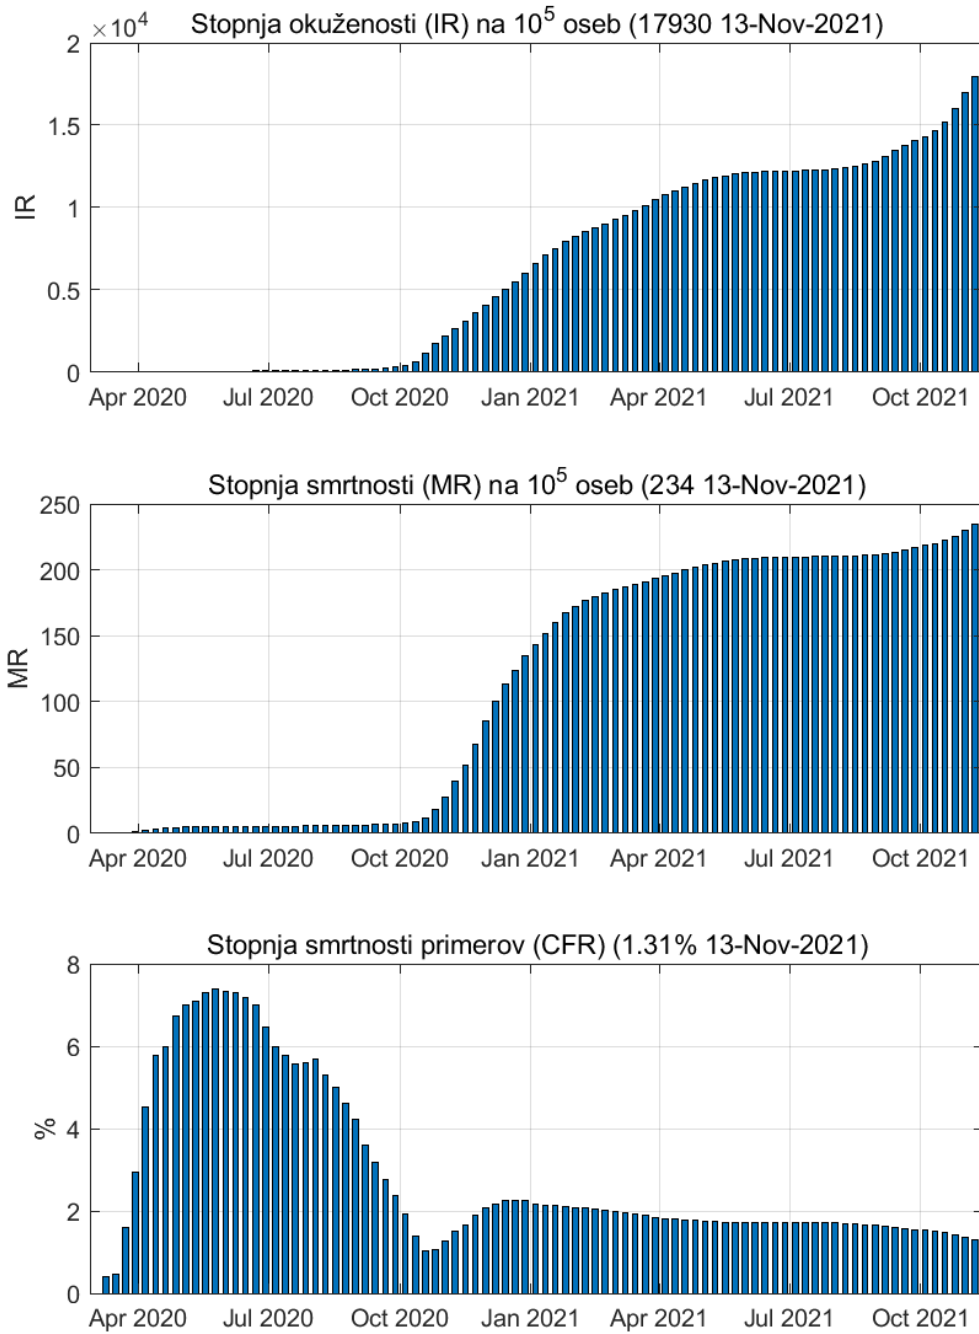 Stopnja okuženosti (IR) na 10^5 oseb (17930 13-Nov-2021)
×10^4
2
1.5
1
0.5
0
IR
Apr 2020 Jul 2020 Oct 2020 Jan 2021 Apr 2021 Jul 2021 Oct 2021
Stopnja smrtnosti (MR) na 10^5 oseb (234 13-Nov-2021)
250
200
150
100
50
0
MR
Apr 2020 Jul 2020 Oct 2020 Jan 2021 Apr 2021 Jul 2021 Oct 2021
Stopnja smrtnosti primerov (CFR) (1.31% 13-Nov-2021)
8
6
4
2
0
%
Apr 2020 Jul 2020 Oct 2020 Jan 2021 Apr 2021 Jul 2021 Oct 2021